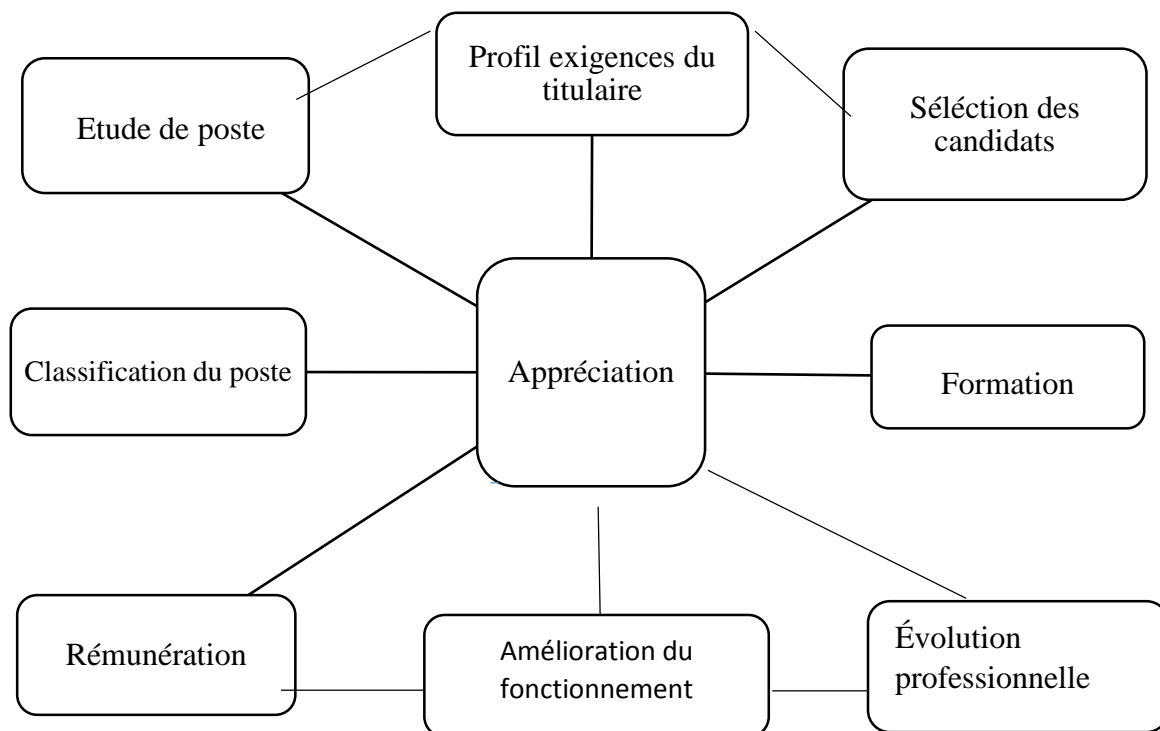 Profil exigences du
titulaire
Etude de poste
Séléction des
candidats
Classification du poste
Appréciation
Formation
Rémunération
Amélioration du
fonctionnement
Évolution
professionnelle